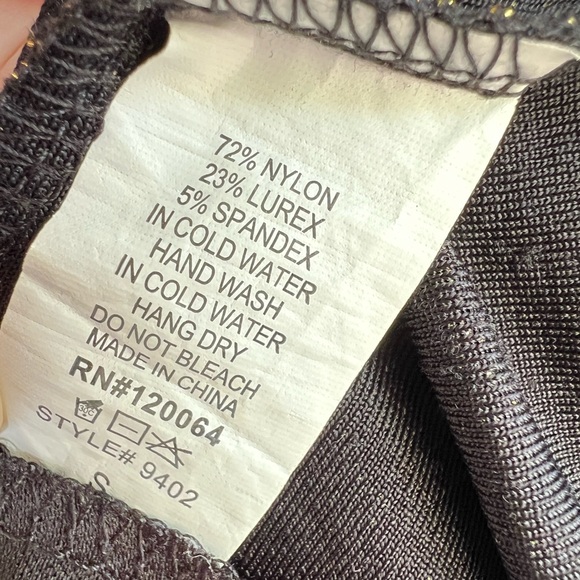 72% NYLON
23% LUREX
5% SPANDEX
IN COLD WATER
HAND WASH
IN COLD WATER
HANG DRY
DO NOT BLEACH
MADE IN CHINA
RN#120064
30C
STYLE# 9402
S